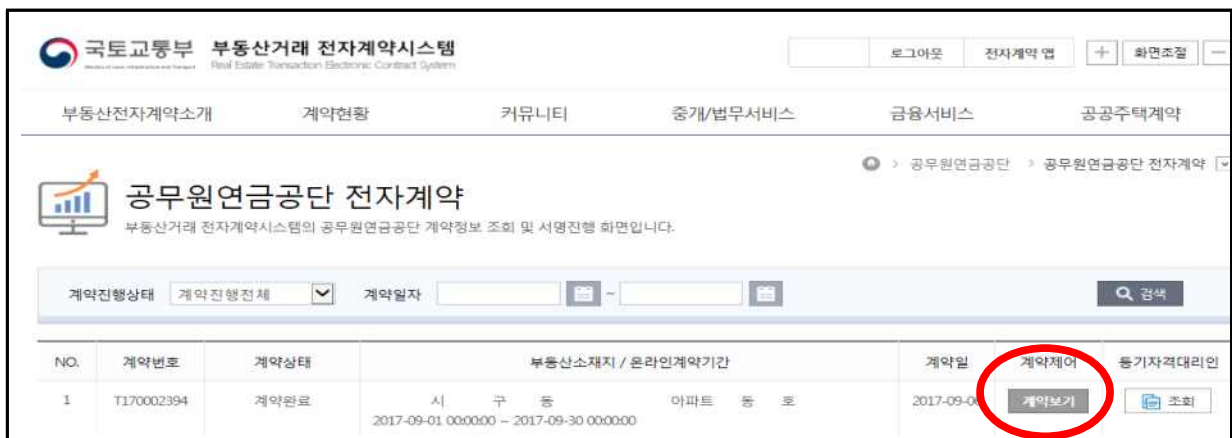 국토교통부 부동산거래 전자계약시스템
Real Estate Transaction Electronic Contract System
로그아웃 전자계약 앱 + 화면조절 —
부동산전자계약소개 계약현황 커뮤니티 중개/법무서비스 금융서비스 공공주택계약
> 공무원연금공단 > 공무원연금공단 전자계약
공무원연금공단 전자계약
부동산거래 전자계약시스템의 공무원연금공단 계약정보 조회 및 서명진행 화면입니다.
계약진행상태 계약진행전체 계약일자 ~ 검색
NO. 계약번호 계약상태 부동산소재지 / 온라인계약기간 계약일 계약제어 등기자격대리인
1 T170002394 계약완료 시 구 동 아파트 동 호 2017-09-0 계약보기 조회
2017-09-01 00:00:00 ~ 2017-09-30 00:00:00